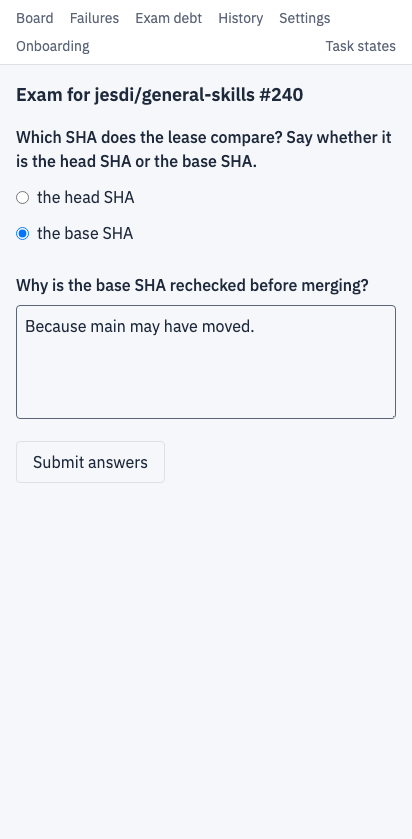 Board Failures Exam debt History Settings
Onboarding Task states
Exam for jesdi/general-skills #240
Which SHA does the lease compare? Say whether it
is the head SHA or the base SHA.
the head SHA
the base SHA
Why is the base SHA rechecked before merging?
Because main may have moved.
Submit answers